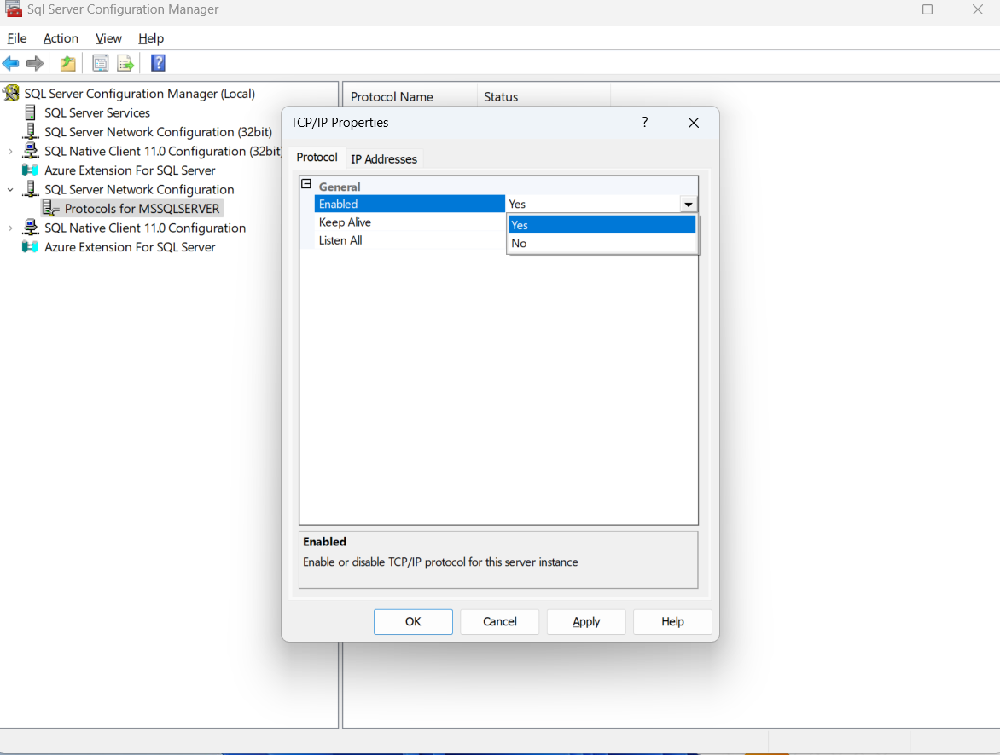 Sql Server Configuration Manager
File Action View Help
SQL Server Configuration Manager (Local)
SQL Server Services
SQL Server Network Configuration (32bit)
SQL Native Client 11.0 Configuration (32bit
Azure Extension For SQL Server
SQL Server Network Configuration
Protocols for MSSQLSERVER
SQL Native Client 11.0 Configuration
Azure Extension For SQL Server
Protocol Name Status
TCP/IP Properties ?
Protocol IP Addresses
General
Enabled Yes
Keep Alive
Listen All
Yes
No
Enabled
Enable or disable TCP/IP protocol for this server instance
OK Cancel Apply Help